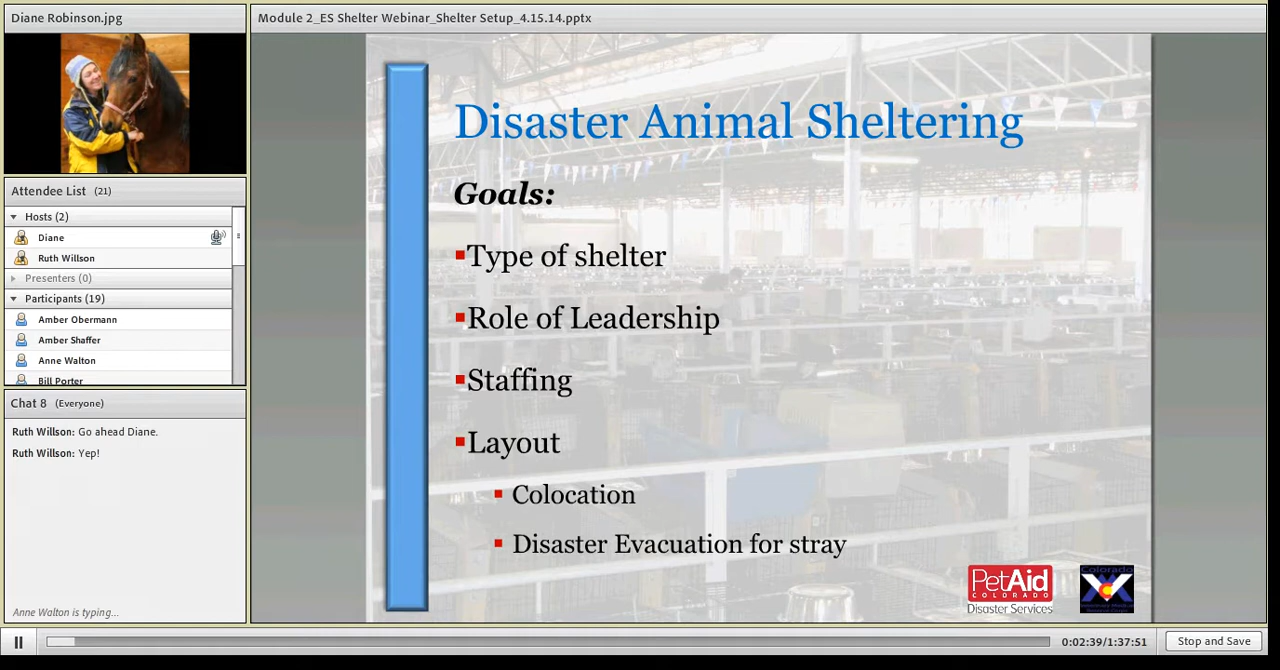 Diane Robinson.jpg
Module 2_ES Shelter Webinar_Shelter Setup_4.15.14.pptx
Attendee List (21)
Hosts (2)
Diane
Ruth Willson
Presenters (0)
Participants (19)
Amber Obermann
Amber Shaffer
Anne Walton
Bill Porter
Chat 8 (Everyone)
Ruth Willson: Go ahead Diane.
Ruth Willson: Yep!
Anne Walton is typing...
Disaster Animal Sheltering
Goals:
Type of shelter
Role of Leadership
Staffing
Layout
Colocation
Disaster Evacuation for stray
PetAid
COLORADO
Disaster Services
Colorado
0:02:39/1:37:51
Stop and Save